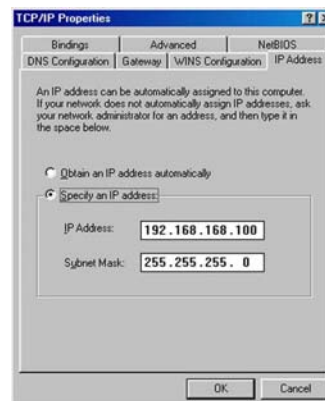 TCP/IP Properties
Bindings Advanced NetBIOS
DNS Configuration Gateway WINS Configuration IP Address
An IP address can be automatically assigned to this computer.
If your network does not automatically assign IP addresses, ask
your network administrator for an address, and then type it in
the space below.
Obtain an IP address automatically
Specify an IP address:
IP Address: 192.168.168.100
Subnet Mask: 255.255.255. 0
OK Cancel